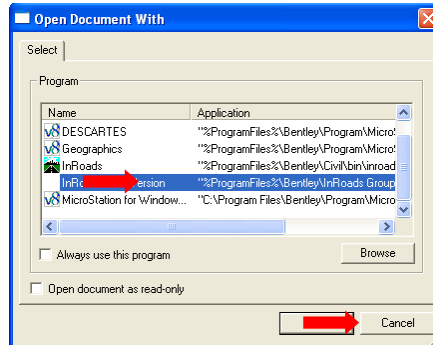 Open Document With
Select
Program
Name Application
DESCARTES "%ProgramFiles%\Bentley\Program\Micro
Geographics "%ProgramFiles%\Bentley\Program\Micro
InRoads "%ProgramFiles%\Bentley\Civil\bin\inroad
"%ProgramFiles%\Bentley\InRoads Group
MicroStation for Window... "C:\Program Files\Bentley\Program\Micro
Always use this program Browse
Open document as read-only
Cancel